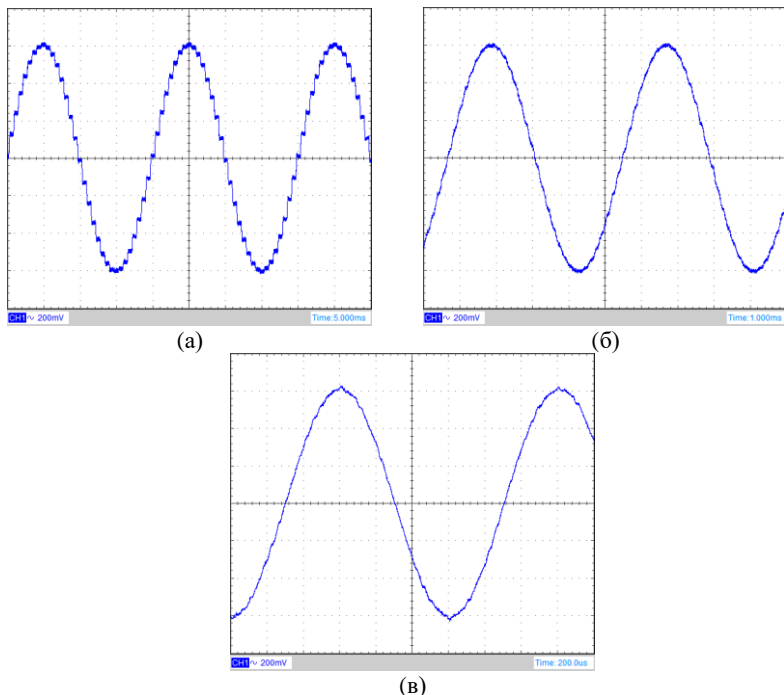 CH1∿ 200mV Time:5.000ms
(а)
CH1∿ 200mV Time:1.000ms
(б)
CH1∿ 200mV Time: 200.0us
(в)